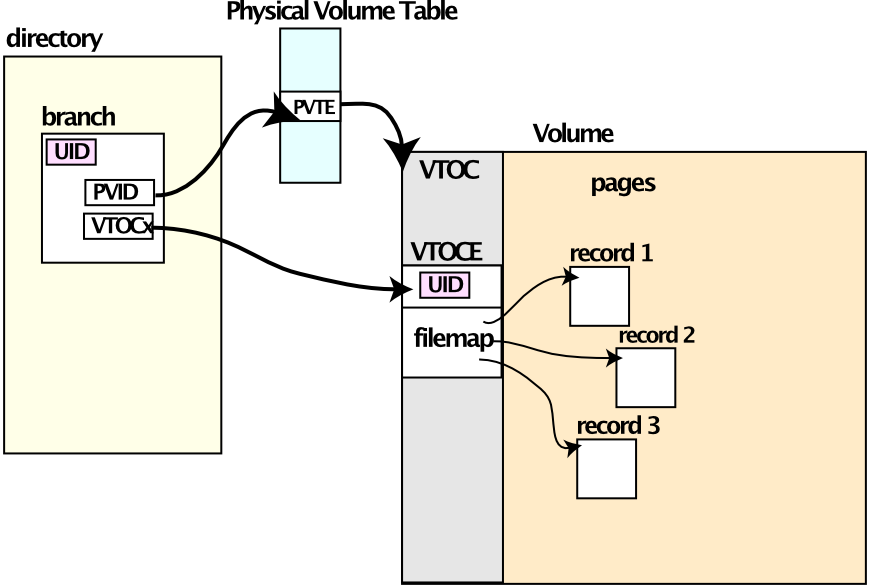 Physical Volume Table
directory
PVTE
branch
UID
PVID
VTOCx
Volume
VTOC
pages
VTOCE
UID
filemap
record 1
record 2
record 3